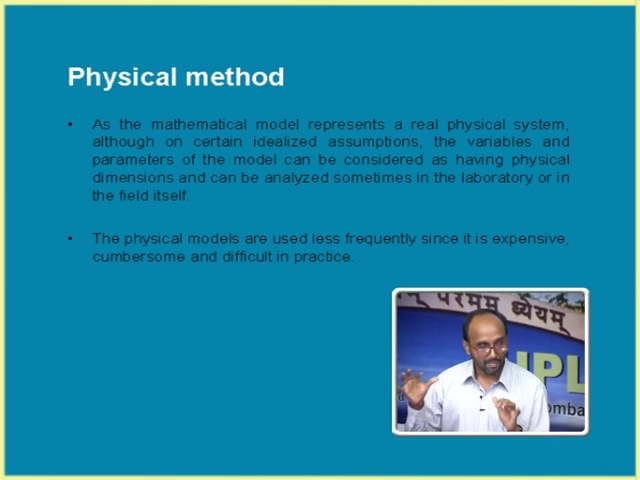 Physical method
• As the mathematical model represents a real physical system,
although on certain idealized assumptions, the variables and
parameters of the model can be considered as having physical
dimensions and can be analyzed sometimes in the laboratory or in
the field itself.
• The physical models are used less frequently since it is expensive,
cumbersome and difficult in practice.
परमम् ध्येयम्